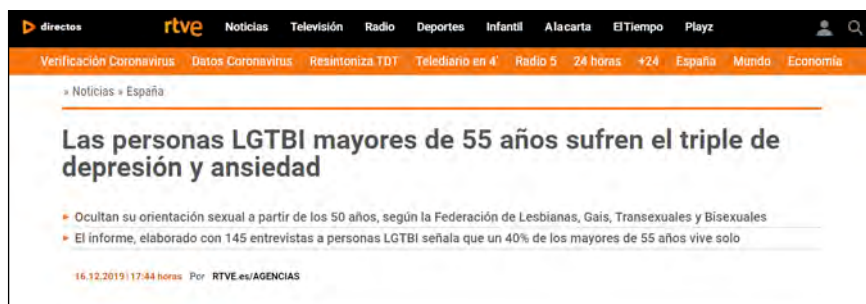 directos rtve Noticias Televisión Radio Deportes Infantil Alacarta ElTiempo Playz
Verificación Coronavirus Datos Coronavirus Resintoniza TDT Telediario en 4' Radio 5 24 horas +24 España Mundo Economía
» Noticias » España
Las personas LGTBI mayores de 55 años sufren el triple de
depresión y ansiedad
Ocultan su orientación sexual a partir de los 50 años, según la Federación de Lesbianas, Gais, Transexuales y Bisexuales
El informe, elaborado con 145 entrevistas a personas LGTBI señala que un 40% de los mayores de 55 años vive solo
16.12.2019 | 17:44 horas Por RTVE.es/AGENCIAS